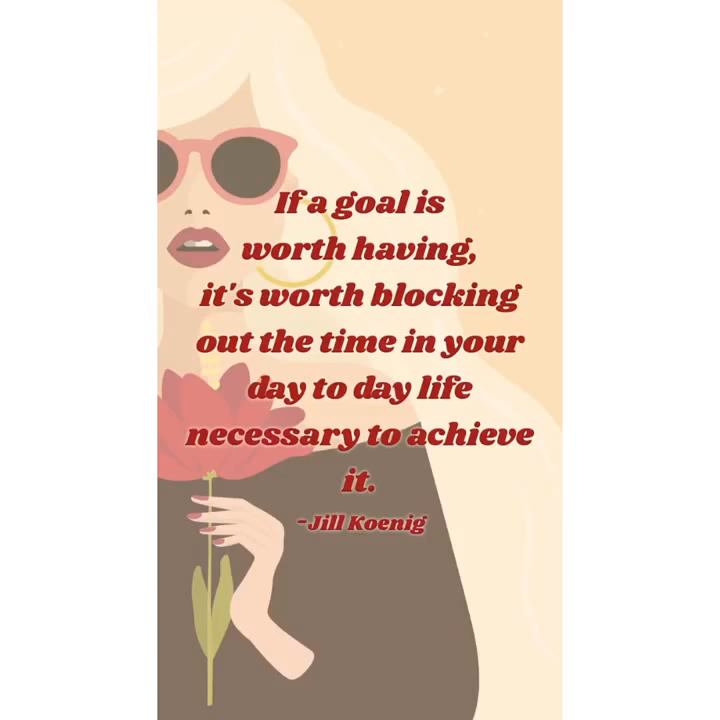 If a goal is
worth having,
it's worth blocking
out the time in your
day to day life
necessary to achieve
it.
-Jill Koenig